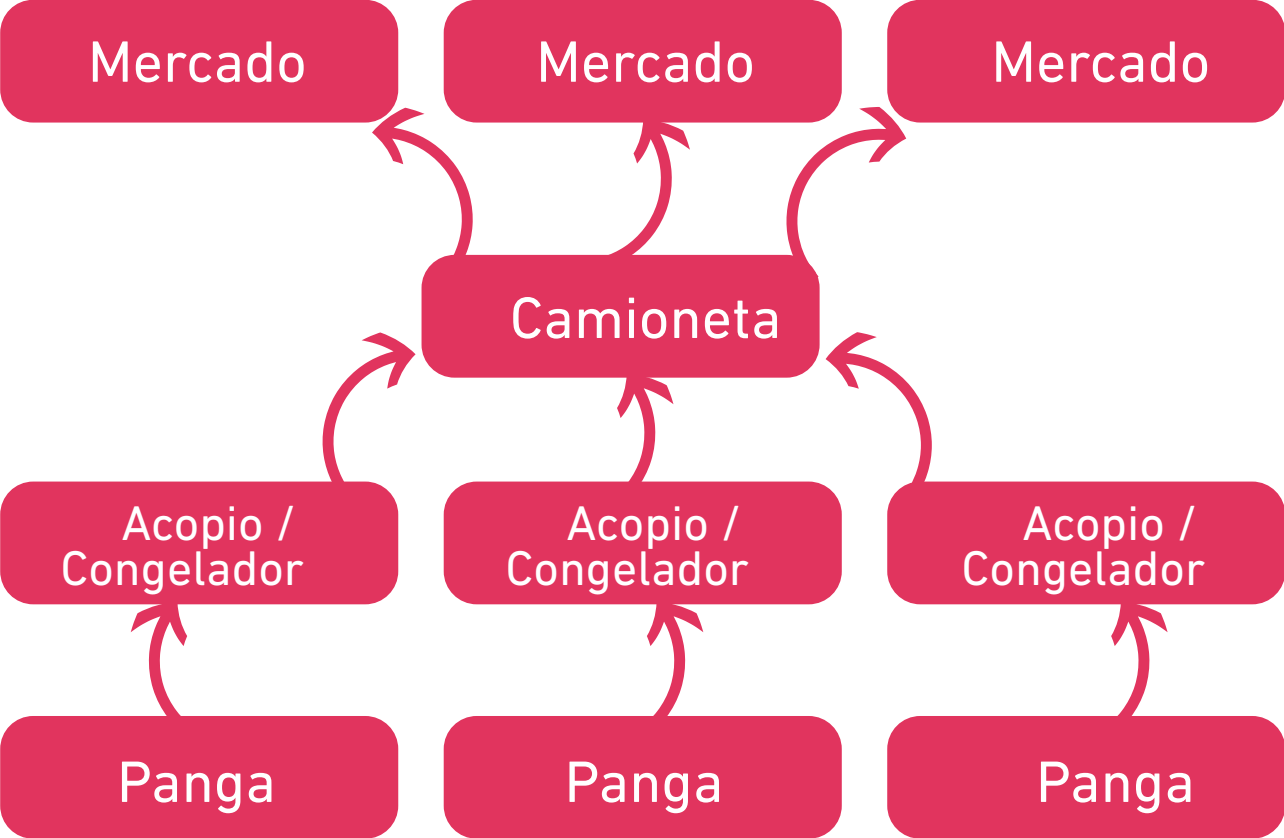 Mercado
Mercado
Mercado
Camioneta
Acopio /
Congelador
Acopio /
Congelador
Acopio /
Congelador
Panga
Panga
Panga